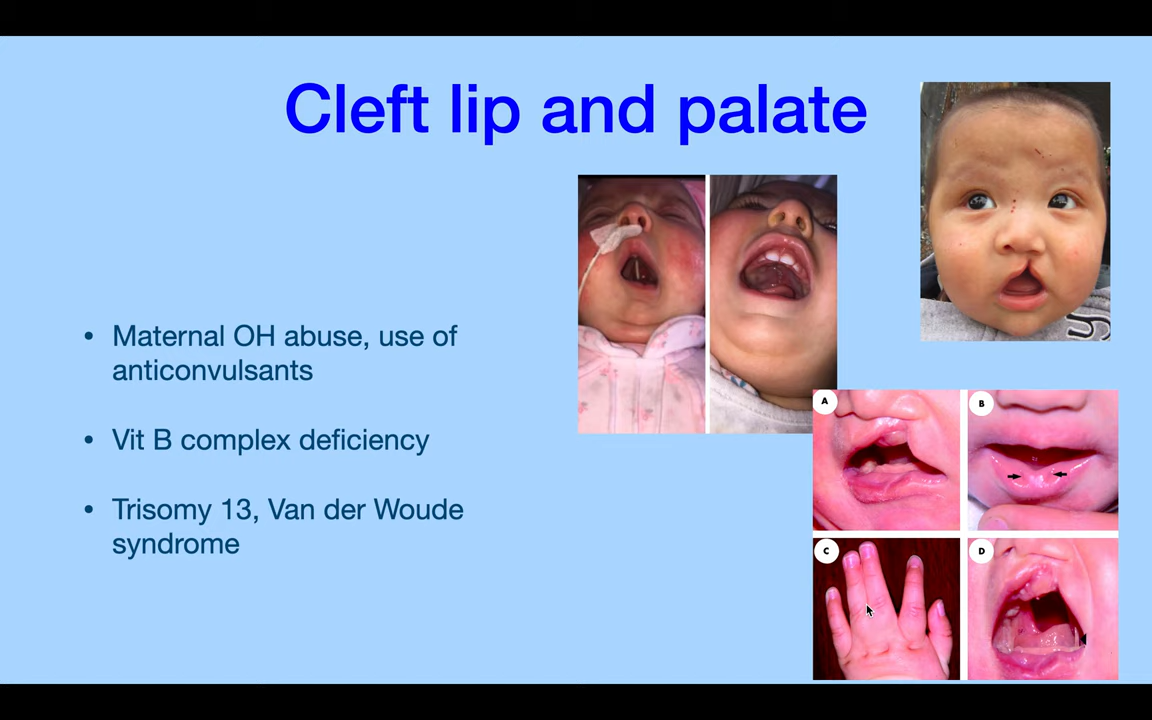 Cleft lip and palate
• Maternal OH abuse, use of
anticonvulsants
• Vit B complex deficiency
• Trisomy 13, Van der Woude
syndrome
A
B
C
D